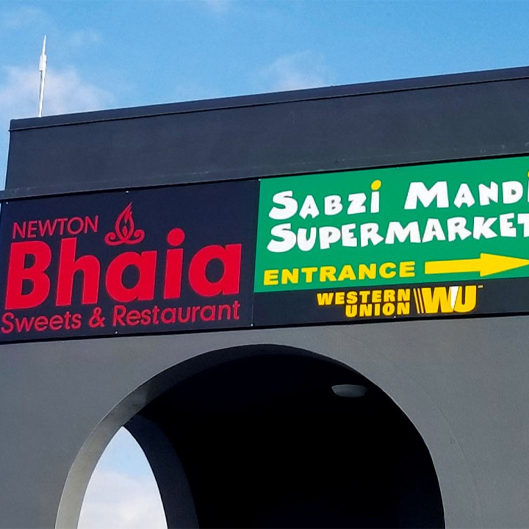 NEWTON
Bhaia
Sweets & Restaurant
SABZI MANDI
SUPERMARKET
ENTRANCE
WESTERN
UNION WU